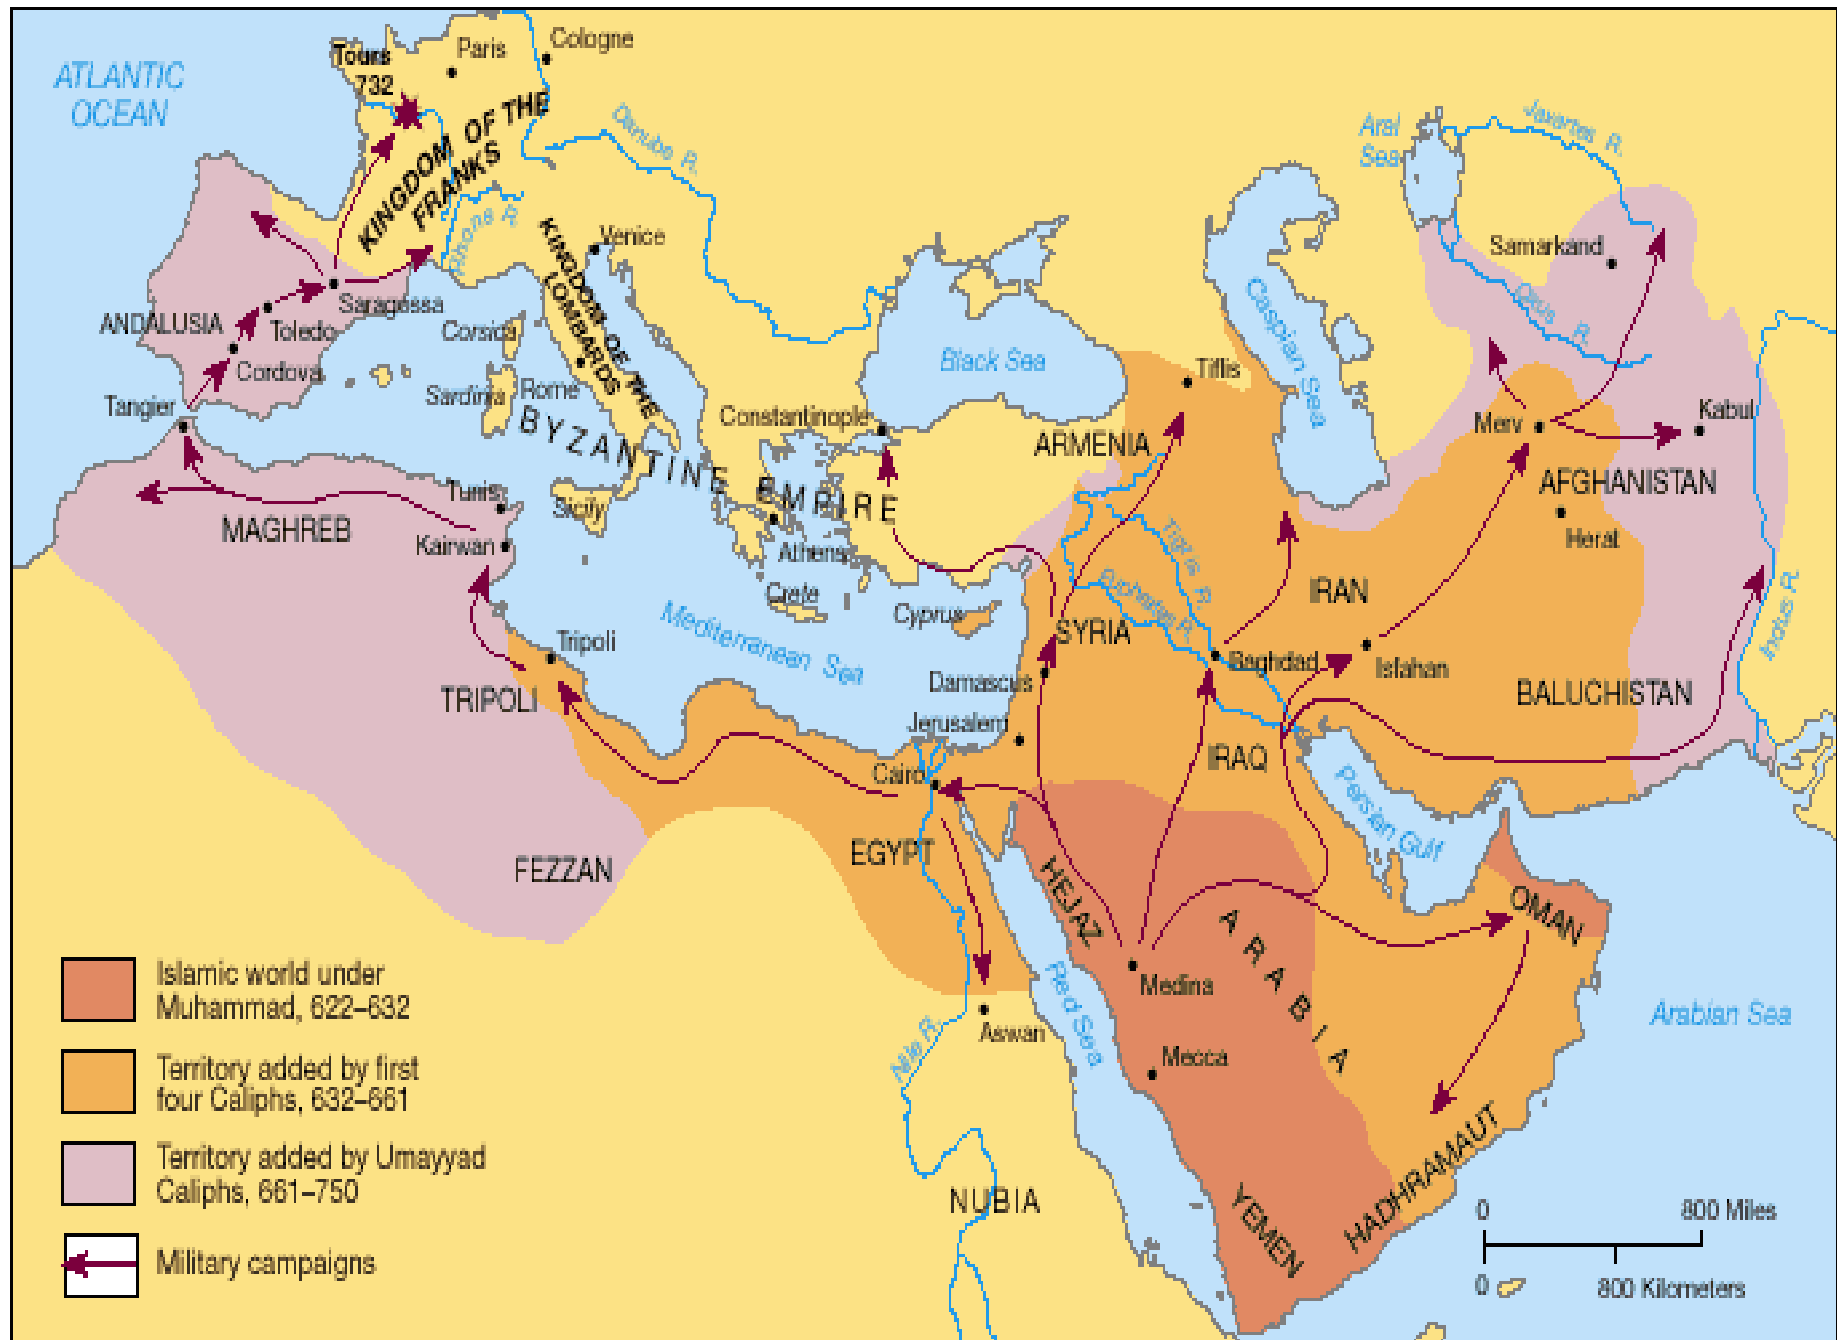 ATLANTIC
OCEAN
Tours
732
Paris
Cologne
KINGDOM OF THE
FRANKS
Danube R.
Rhone R.
Venice
KINGDOM OF THE
LOMBARDS
Aral
Sea
Jaxartes R.
Samarkand
Oxus R.
Caspian Sea
Black Sea
Tiflis
Saragossa
ANDALUSIA
Toledo
Cordova
Corsica
Sardinia
Rome
Tangier
BYZANTINE EMPIRE
Constantinople
ARMENIA
Merv
Kabul
AFGHANISTAN
Herat
Tunis
Sicily
MAGHREB
Kairwan
Athens
Crete
Cyprus
Mediterranean Sea
Tigris R.
Euphrates R.
SYRIA
IRAN
Indus R.
Tripoli
TRIPOLI
Damascus
Baghdad
Isfahan
BALUCHISTAN
Jerusalem
IRAQ
Cairo
Persian Gulf
EGYPT
FEZZAN
HEJAZ
ARABIA
OMAN
Medina
Red Sea
Mecca
Aswan
Nile R.
Arabian Sea
NUBIA
YEMEN
HADHRAMAUT
Islamic world under
Muhammad, 622–632
Territory added by first
four Caliphs, 632–661
Territory added by Umayyad
Caliphs, 661–750
Military campaigns
0 800 Miles
0 800 Kilometers